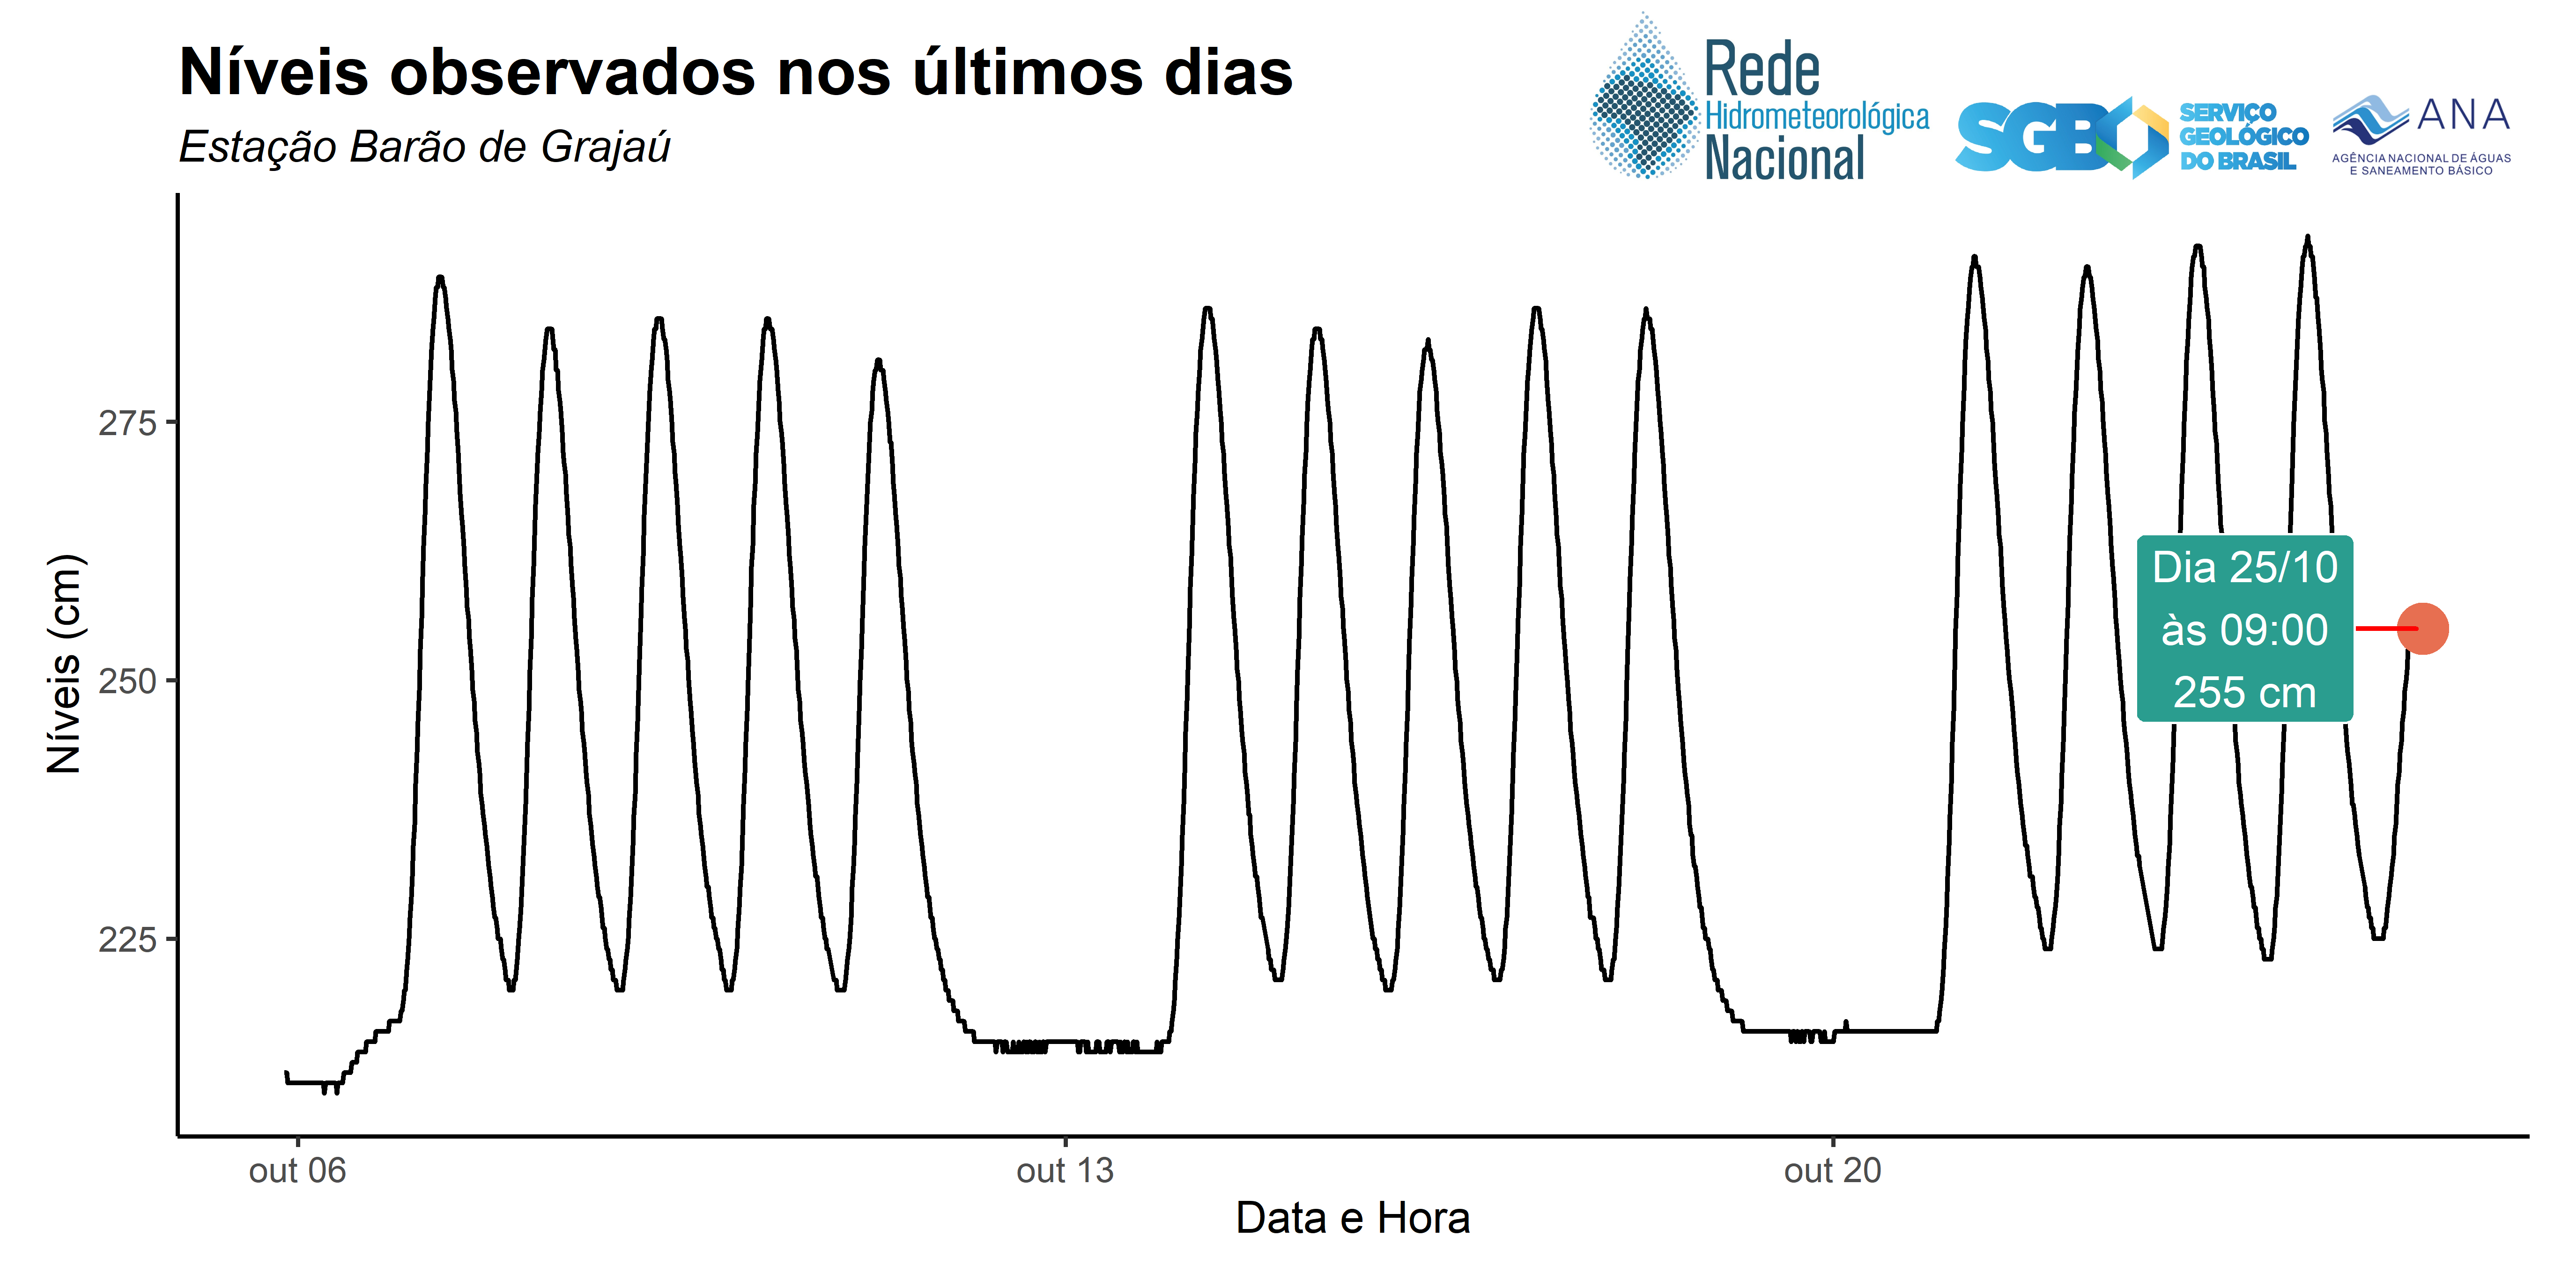 Níveis observados nos últimos dias
Estação Barão de Grajaú
Rede
Hidrometeorológica
Nacional
SGB
SERVIÇO
GEOLÓGICO
DO BRASIL
ANA
AGÊNCIA NACIONAL DE ÁGUAS
E SANEAMENTO BÁSICO
Níveis (cm)
275
250
225
Dia 25/10
às 09:00
255 cm
out 06
out 13
out 20
Data e Hora